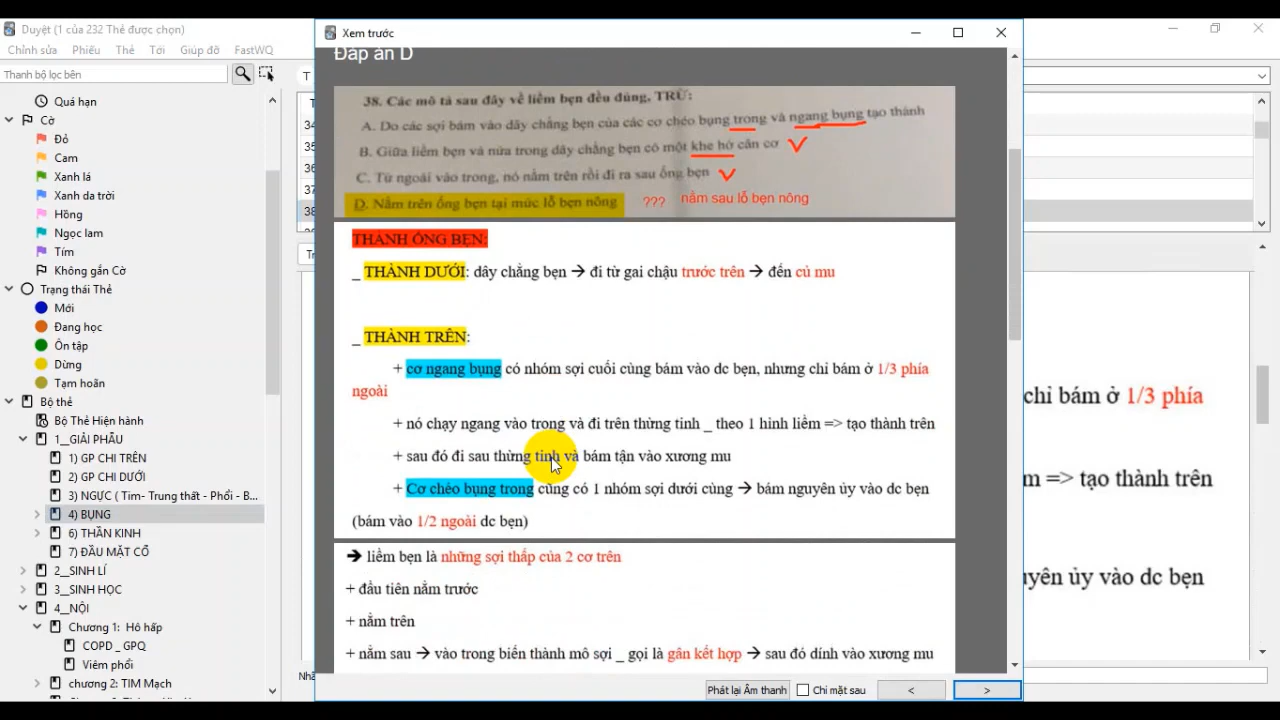 Duyệt (1 của 232 Thẻ được chọn)
Chỉnh sửa Phiếu Thẻ Tới Giúp đỡ FastWQ
Thanh bộ lọc bên
Quá hạn
Cờ
Đỏ
Cam
Xanh lá
Xanh da trời
Hồng
Ngọc lam
Tím
Không gắn Cờ
Trạng thái Thẻ
Mới
Đang học
Ôn tập
Dừng
Tạm hoãn
Bộ thẻ
Bộ Thẻ Hiện hành
1__GIẢI PHẪU
1) GP CHI TRÊN
2) GP CHI DƯỚI
3) NGỰC ( Tim- Trung thất - Phổi - B...
4) BỤNG
6) THẦN KINH
7) ĐẦU MẶT CỔ
2__SINH LÍ
3__SINH HỌC
4__NỘI
Chương 1: Hô hấp
COPD _ GPQ
Viêm phổi
chương 2: TIM Mạch
T
34
35
36
37
38
Xem trước
Đáp án D
38. Các mô tả sau đây về liềm bẹn đều đúng, TRỪ:
A. Do các sợi bám vào dây chằng bẹn của các cơ chéo bụng trong và ngang bụng tạo thành
B. Giữa liềm bẹn và nửa trong dây chằng bẹn có một khe hở cân cơ
C. Từ ngoài vào trong, nó nằm trên rồi đi ra sau ống bẹn
D. Nằm trên ống bẹn tại mức lỗ bẹn nông ??? nằm sau lỗ bẹn nông
THÀNH ỐNG BẸN:
_ THÀNH DƯỚI: dây chằng bẹn → đi từ gai chậu trước trên → đến củ mu
_ THÀNH TRÊN:
+ cơ ngang bụng có nhóm sợi cuối cùng bám vào dc bẹn, nhưng chỉ bám ở 1/3 phía
ngoài
+ nó chạy ngang vào trong và đi trên thừng tinh _ theo 1 hình liềm => tạo thành trên
+ sau đó đi sau thừng tinh và bám tận vào xương mu
+ Cơ chéo bụng trong cũng có 1 nhóm sợi dưới cùng → bám nguyên ủy vào dc bẹn
(bám vào 1/2 ngoài dc bẹn)
➔ liềm bẹn là những sợi thấp của 2 cơ trên
+ đầu tiên nằm trước
+ nằm trên
+ nằm sau → vào trong biến thành mô sợi _ gọi là gân kết hợp → sau đó dính vào xương mu
Phát lại Âm thanh Chỉ mặt sau < >
chỉ bám ở 1/3 phía
m => tạo thành trên
uyên ủy vào dc bẹn